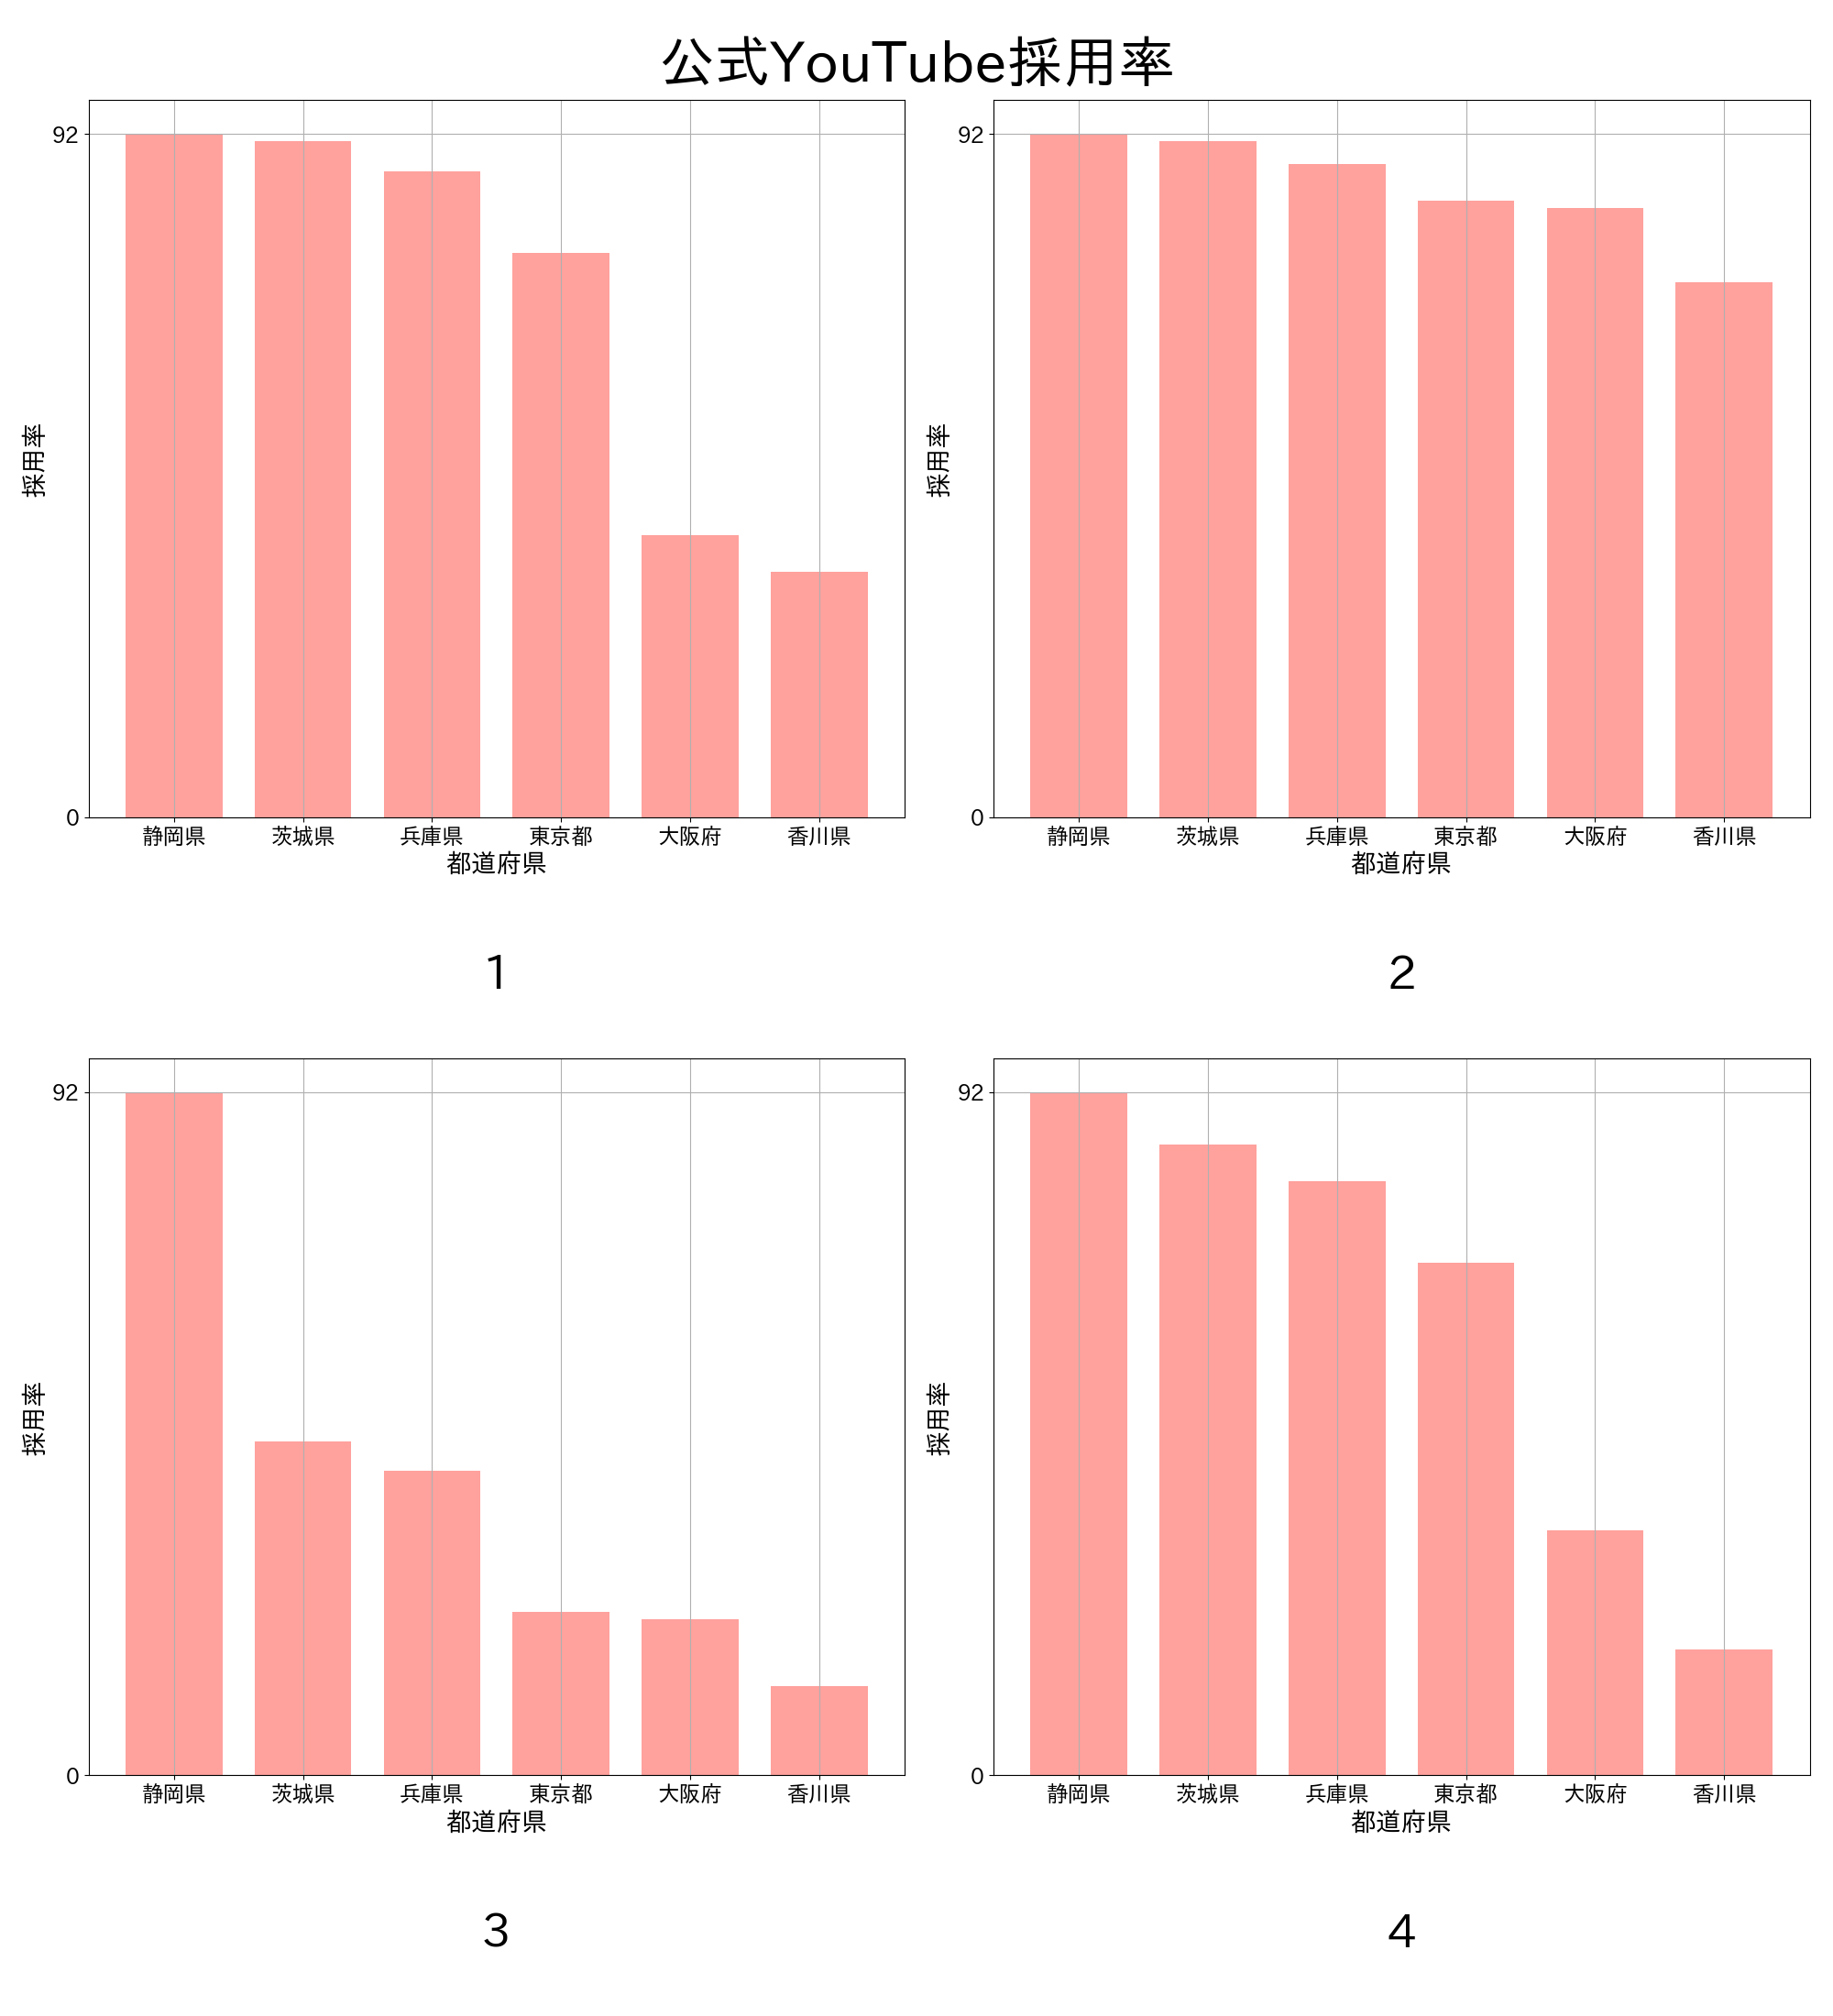 公式YouTube採用率
92
0
採用率
静岡県 茨城県 兵庫県 東京都 大阪府 香川県
都道府県
1
92
0
採用率
静岡県 茨城県 兵庫県 東京都 大阪府 香川県
都道府県
2
92
0
採用率
静岡県 茨城県 兵庫県 東京都 大阪府 香川県
都道府県
3
92
0
採用率
静岡県 茨城県 兵庫県 東京都 大阪府 香川県
都道府県
4